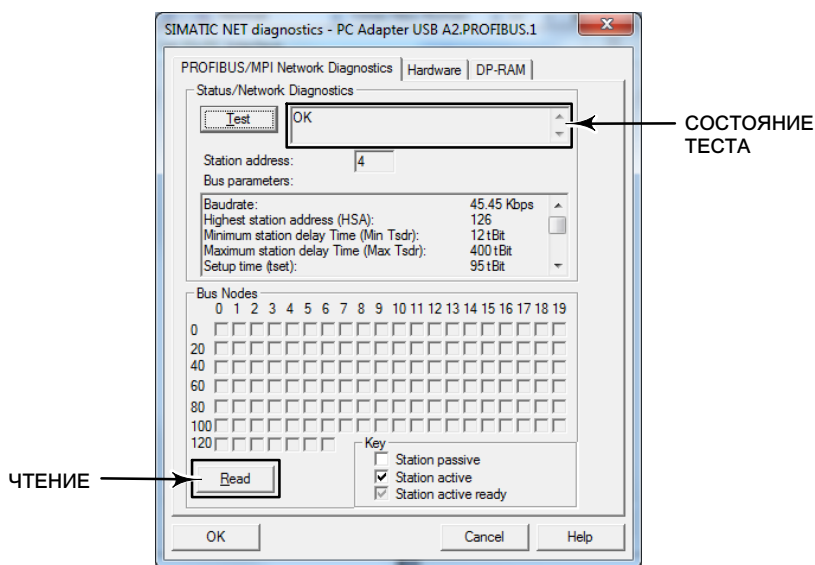 SIMATIC NET diagnostics - PC Adapter USB A2.PROFIBUS.1
PROFIBUS/MPI Network Diagnostics Hardware DP-RAM
Status/Network Diagnostics
Test OK
СОСТОЯНИЕ
ТЕСТА
Station address: 4
Bus parameters:
Baudrate: 45.45 Kbps
Highest station address (HSA): 126
Minimum station delay Time (Min Tsdr): 12 tBit
Maximum station delay Time (Max Tsdr): 400 tBit
Setup time (tset): 95 tBit
Bus Nodes
0 1 2 3 4 5 6 7 8 9 10 11 12 13 14 15 16 17 18 19
0
20
40
60
80
100
120
Key
Station passive
Station active
Station active ready
ЧТЕНИЕ
Read
OK Cancel Help